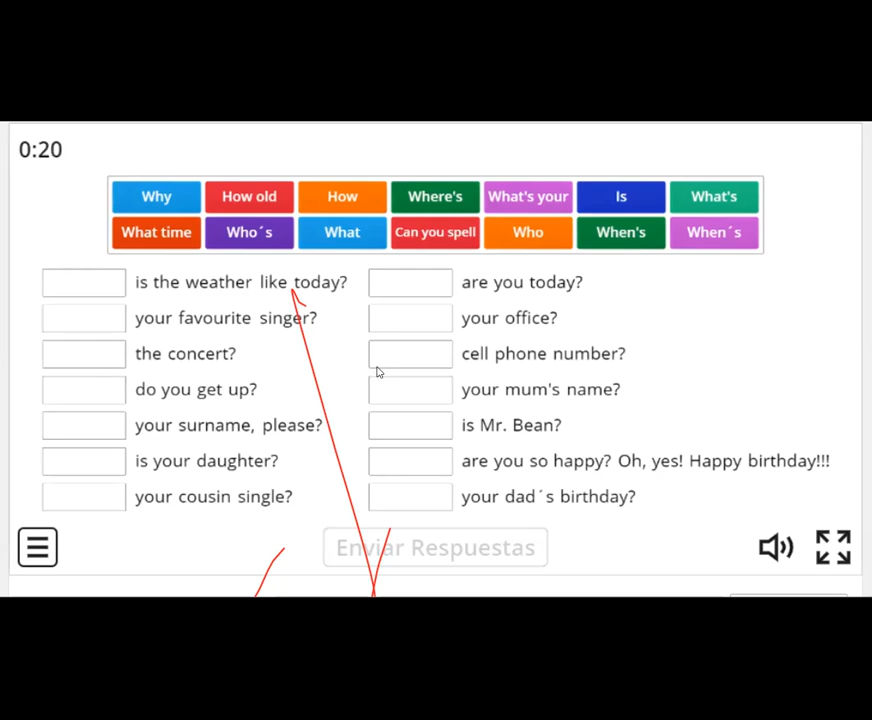 0:20
Why How old How Where's What's your Is What's
What time Who´s What Can you spell Who When's When´s
is the weather like today? are you today?
your favourite singer? your office?
the concert? cell phone number?
do you get up? your mum's name?
your surname, please? is Mr. Bean?
is your daughter? are you so happy? Oh, yes! Happy birthday!!!
your cousin single? your dad´s birthday?
Enviar Respuestas